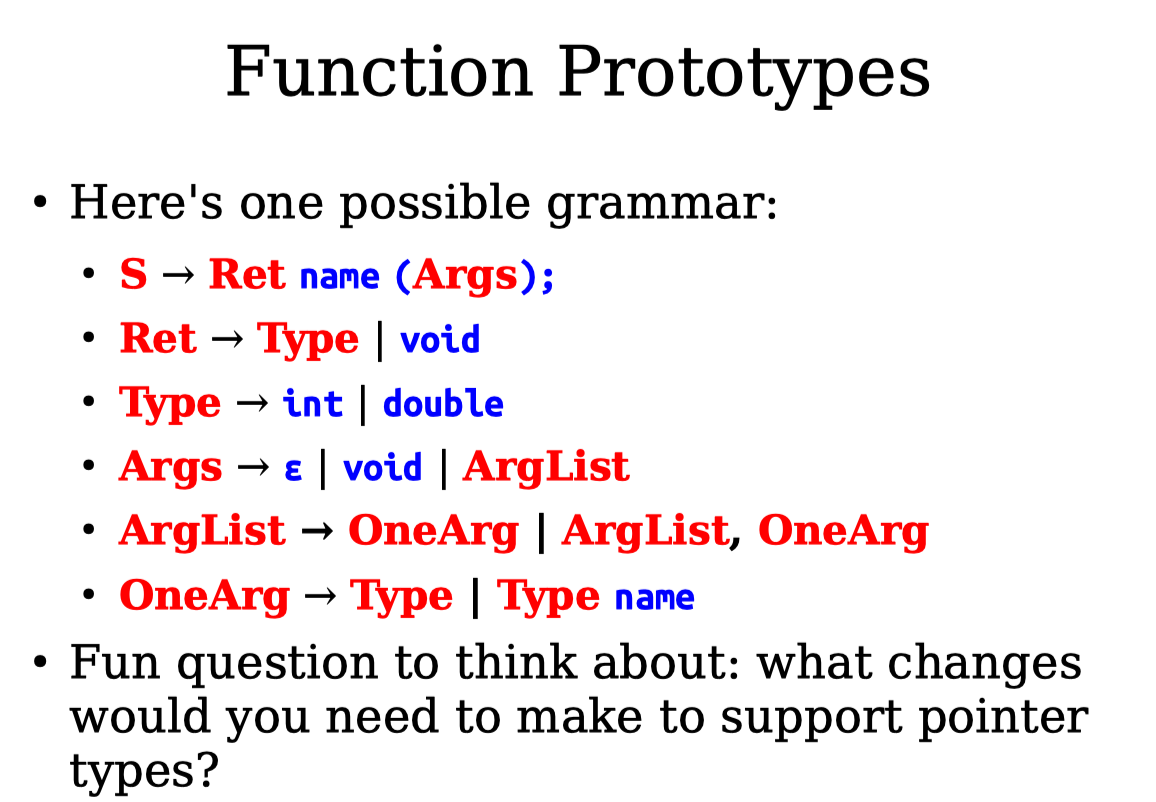 Function Prototypes
• Here's one possible grammar:
• S → Ret name (Args);
• Ret → Type | void
• Type → int | double
• Args → ε | void | ArgList
• ArgList → OneArg | ArgList, OneArg
• OneArg → Type | Type name
• Fun question to think about: what changes
would you need to make to support pointer
types?